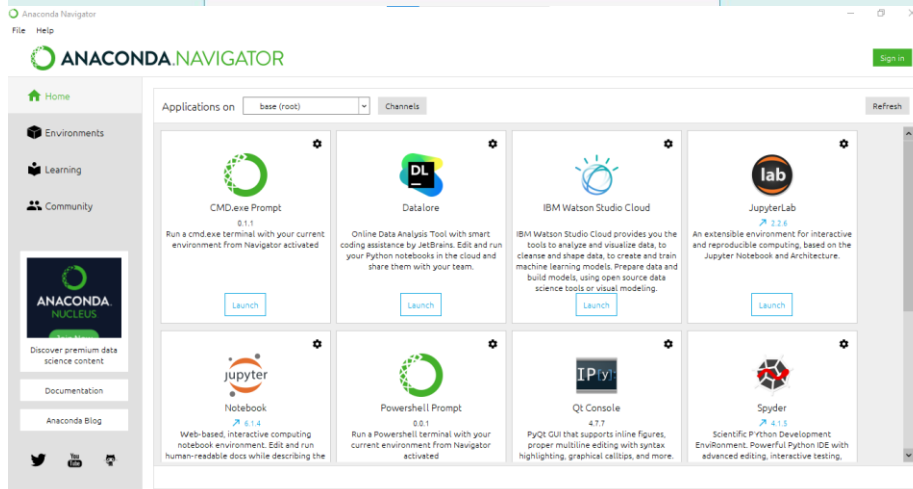 Anaconda Navigator
File Help
ANACONDA.NAVIGATOR
Sign in
Home
Environments
Learning
Community
ANACONDA.
NUCLEUS
Join Now
Discover premium data
science content
Documentation
Anaconda Blog
You
Tube
Applications on base (root) Channels Refresh
CMD.exe Prompt
0.1.1
Run a cmd.exe terminal with your current
environment from Navigator activated
Launch
DL
Datalore
Online Data Analysis Tool with smart
coding assistance by JetBrains. Edit and run
your Python notebooks in the cloud and
share them with your team.
Launch
IBM Watson Studio Cloud
IBM Watson Studio Cloud provides you the
tools to analyze and visualize data, to
cleanse and shape data, to create and train
machine learning models. Prepare data and
build models, using open source data
science tools or visual modeling.
Launch
lab
JupyterLab
2.2.6
An extensible environment for interactive
and reproducible computing, based on the
Jupyter Notebook and Architecture.
Launch
jupyter
Notebook
6.1.4
Web-based, interactive computing
notebook environment. Edit and run
human-readable docs while describing the
Powershell Prompt
0.0.1
Run a Powershell terminal with your
current environment from Navigator
activated
IP[y]:
Qt Console
4.7.7
PyQt GUI that supports inline figures,
proper multiline editing with syntax
highlighting, graphical calltips, and more.
Spyder
4.1.5
Scientific PYthon Development
EnviRonment. Powerful Python IDE with
advanced editing, interactive testing,